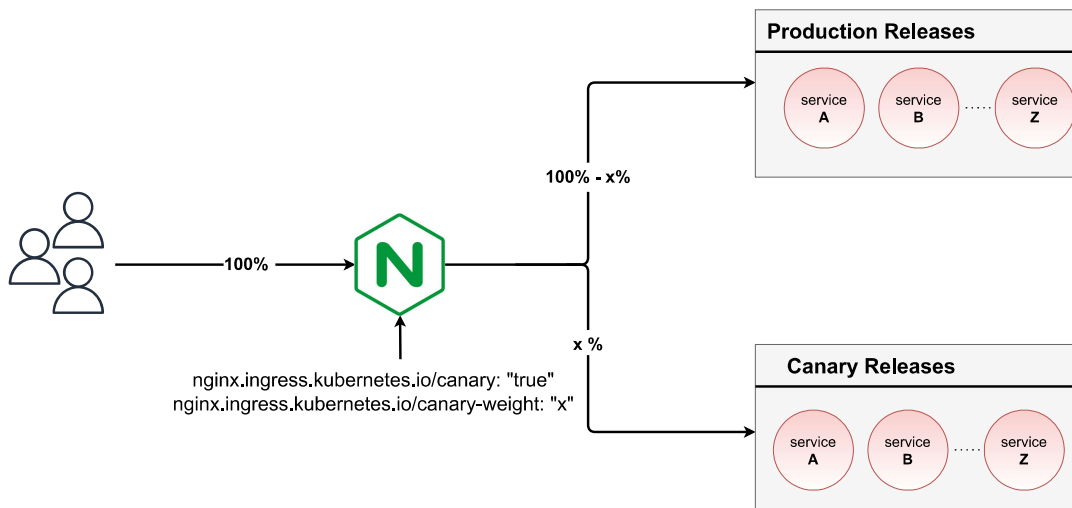 Production Releases
service
A
service
B
.....
service
Z
100% - x%
100%
N
x %
nginx.ingress.kubernetes.io/canary: "true"
nginx.ingress.kubernetes.io/canary-weight: "x"
Canary Releases
service
A
service
B
.....
service
Z